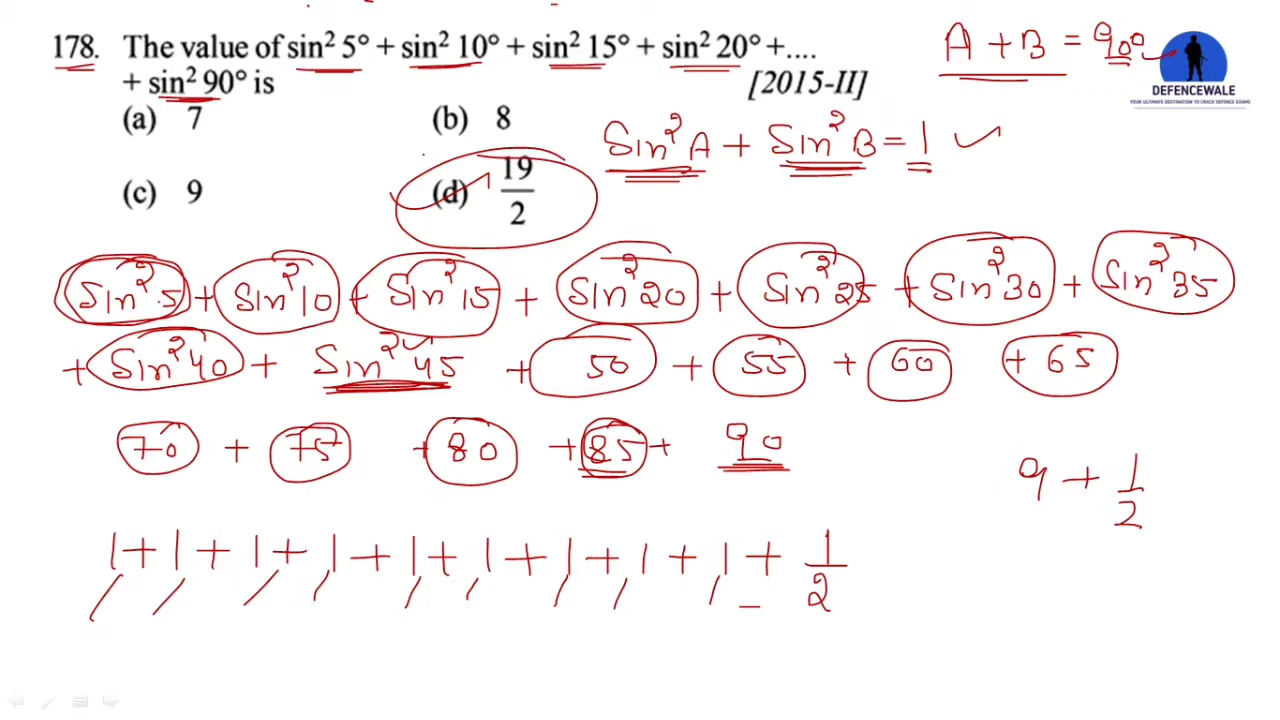 178. The value of sin² 5° + sin² 10° + sin² 15° + sin² 20° +....
+ sin² 90° is [2015-II]
(a) 7 (b) 8
(c) 9 (d) 19/2
A + B = 90°
DEFENCEWALE
YOUR ULTIMATE DESTINATION TO CRACK DEFENCE EXAMS
Sin²A + Sin²B = 1
Sin²5 + Sin²10 + Sin²15 + Sin²20 + Sin²25 + Sin²30 + Sin²35
+ Sin²40 + Sin²45 + 50 + 55 + 60 + 65
70 + 75 + 80 + 85 + 90
9 + 1/2
1 + 1 + 1 + 1 + 1 + 1 + 1 + 1 + 1 + 1/2